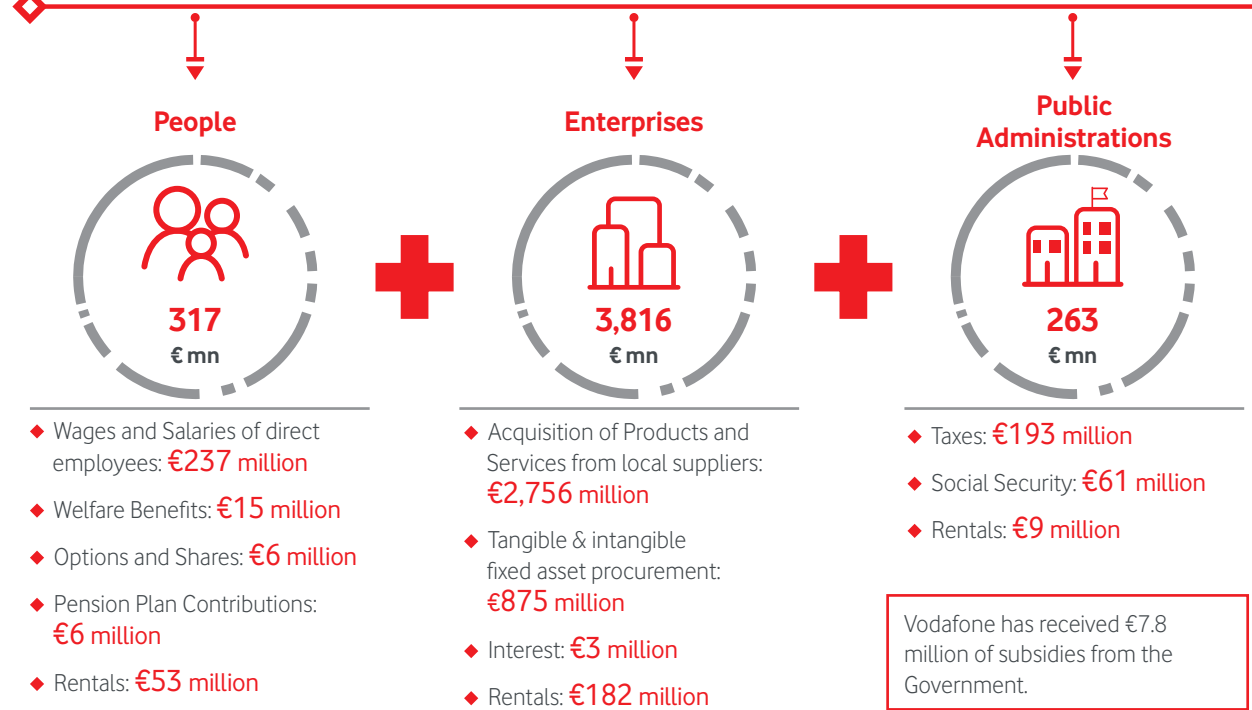 People
317
€ mn
◆ Wages and Salaries of direct
employees: €237 million
◆ Welfare Benefits: €15 million
◆ Options and Shares: €6 million
◆ Pension Plan Contributions:
€6 million
◆ Rentals: €53 million
Enterprises
3,816
€ mn
◆ Acquisition of Products and
Services from local suppliers:
€2,756 million
◆ Tangible & intangible
fixed asset procurement:
€875 million
◆ Interest: €3 million
◆ Rentals: €182 million
Public
Administrations
263
€ mn
◆ Taxes: €193 million
◆ Social Security: €61 million
◆ Rentals: €9 million
Vodafone has received €7.8
million of subsidies from the
Government.